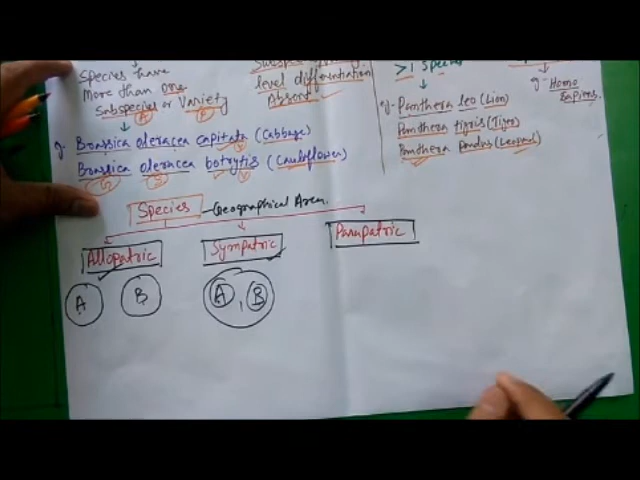 Species have
More than one
Subspecies or Variety
A P
level differentiation
Absent
>1 Species
eg- Panthera leo (Lion)
Panthera tigris (Tiger)
Panthera pardus (Leopard)
eg- Homo
Sapiens.
g- Brassica oleracea capitata (Cabbage)
V
Brassica oleracea botrytis (Cauliflower)
G S V
Species - Geographical Area.
Allopatric Sympatric Parapatric
A B A , B